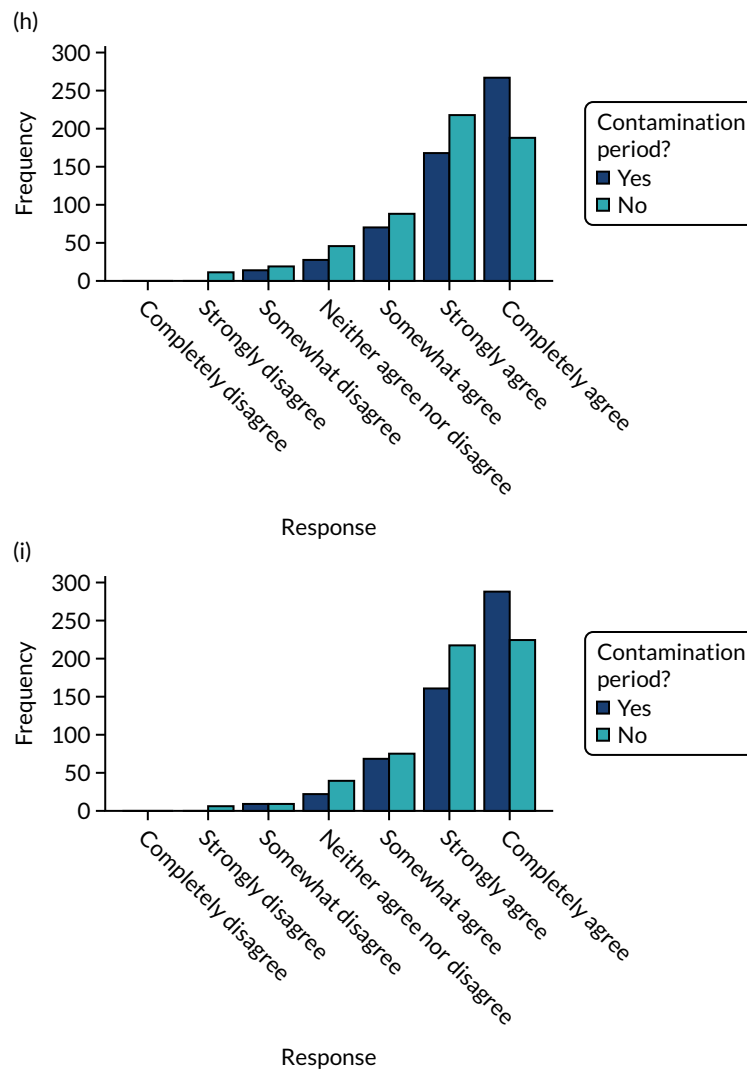 (h)
300
250
200
150
100
50
0
Frequency
Completely disagree
Strongly disagree
Somewhat disagree
Neither agree nor disagree
Somewhat agree
Strongly agree
Completely agree
Response
Contamination
period?
Yes
No
(i)
300
250
200
150
100
50
0
Frequency
Completely disagree
Strongly disagree
Somewhat disagree
Neither agree nor disagree
Somewhat agree
Strongly agree
Completely agree
Response
Contamination
period?
Yes
No